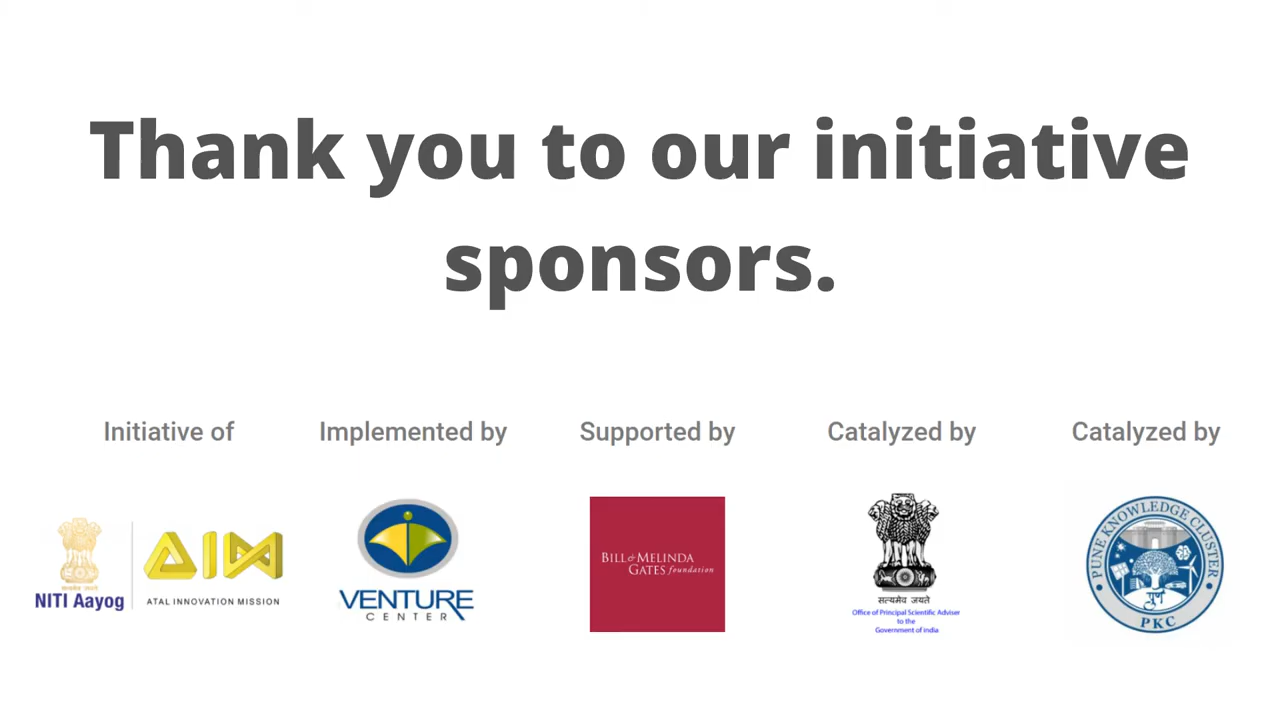 Thank you to our initiative
sponsors.
Initiative of
Implemented by
Supported by
Catalyzed by
Catalyzed by
NITI Aayog
AIM
ATAL INNOVATION MISSION
VENTURE
CENTER
BILL & MELINDA
GATES foundation
सत्यमेव जयते
Office of Principal Scientific Adviser
to the
Government of India
PUNE KNOWLEDGE CLUSTER
पुणे
PKC